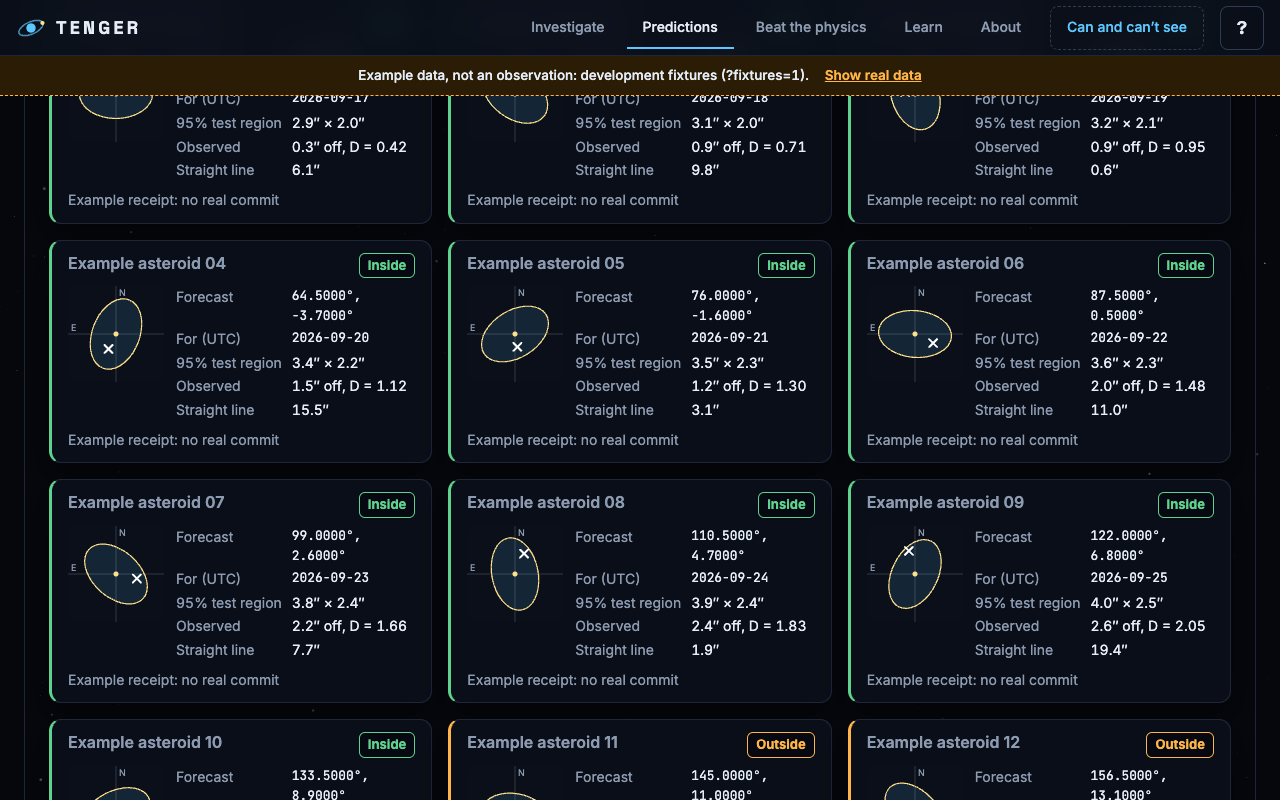 TENGER
Investigate
Predictions
Beat the physics
Learn
About
Can and can't see
?
Example data, not an observation: development fixtures (?fixtures=1). Show real data
For (UTC) 2026-09-17
95% test region 2.9″ × 2.0″
Observed 0.3″ off, D = 0.42
Straight line 6.1″
Example receipt: no real commit
For (UTC) 2026-09-18
95% test region 3.1″ × 2.0″
Observed 0.9″ off, D = 0.71
Straight line 9.8″
Example receipt: no real commit
For (UTC) 2026-09-19
95% test region 3.2″ × 2.1″
Observed 0.9″ off, D = 0.95
Straight line 0.6″
Example receipt: no real commit
Example asteroid 04
Inside
N
E
Forecast 64.5000°,
-3.7000°
For (UTC) 2026-09-20
95% test region 3.4″ × 2.2″
Observed 1.5″ off, D = 1.12
Straight line 15.5″
Example receipt: no real commit
Example asteroid 05
Inside
N
E
Forecast 76.0000°,
-1.6000°
For (UTC) 2026-09-21
95% test region 3.5″ × 2.3″
Observed 1.2″ off, D = 1.30
Straight line 3.1″
Example receipt: no real commit
Example asteroid 06
Inside
N
E
Forecast 87.5000°,
0.5000°
For (UTC) 2026-09-22
95% test region 3.6″ × 2.3″
Observed 2.0″ off, D = 1.48
Straight line 11.0″
Example receipt: no real commit
Example asteroid 07
Inside
N
E
Forecast 99.0000°,
2.6000°
For (UTC) 2026-09-23
95% test region 3.8″ × 2.4″
Observed 2.2″ off, D = 1.66
Straight line 7.7″
Example receipt: no real commit
Example asteroid 08
Inside
N
E
Forecast 110.5000°,
4.7000°
For (UTC) 2026-09-24
95% test region 3.9″ × 2.4″
Observed 2.4″ off, D = 1.83
Straight line 1.9″
Example receipt: no real commit
Example asteroid 09
Inside
N
E
Forecast 122.0000°,
6.8000°
For (UTC) 2026-09-25
95% test region 4.0″ × 2.5″
Observed 2.6″ off, D = 2.05
Straight line 19.4″
Example receipt: no real commit
Example asteroid 10
Inside
N
Forecast 133.5000°,
8.9000°
Example asteroid 11
Outside
N
Forecast 145.0000°,
11.0000°
Example asteroid 12
Outside
N
Forecast 156.5000°,
13.1000°